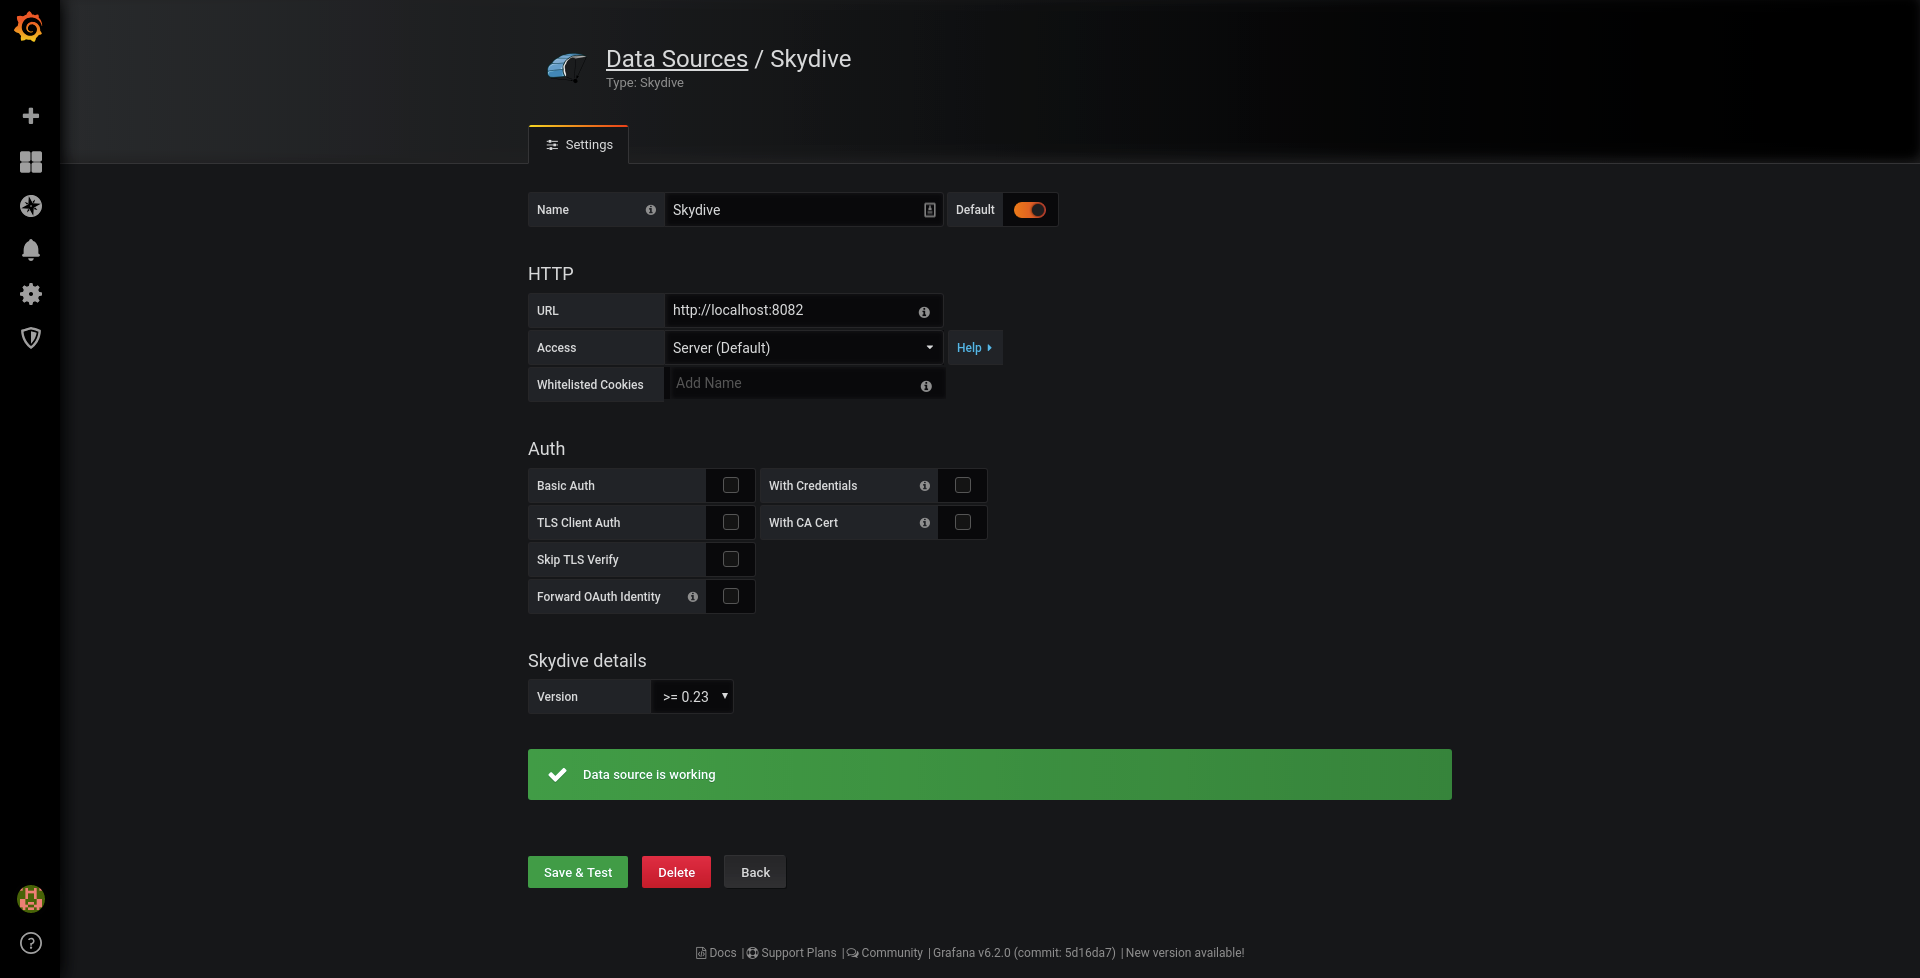 Data Sources / Skydive
Type: Skydive
Settings
Name Skydive Default
HTTP
URL http://localhost:8082
Access Server (Default) Help
Whitelisted Cookies Add Name
Auth
Basic Auth With Credentials
TLS Client Auth With CA Cert
Skip TLS Verify
Forward OAuth Identity
Skydive details
Version >= 0.23
Data source is working
Save & Test Delete Back
Docs | Support Plans | Community | Grafana v6.2.0 (commit: 5d16da7) | New version available!